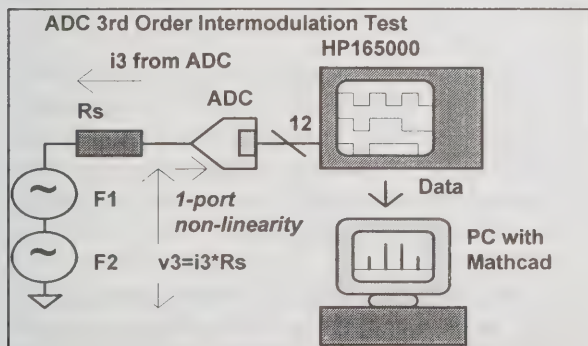 ADC 3rd Order Intermodulation Test
HP165000
i3 from ADC
ADC
Rs
12
F1
F2
1-port
non-linearity
v3=i3*Rs
Data
PC with
Mathcad